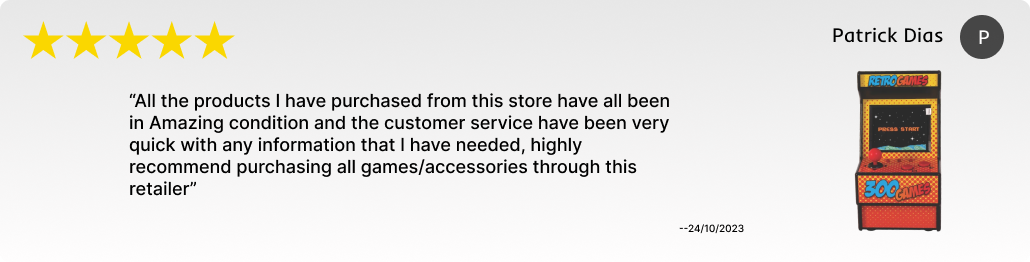 Patrick Dias
P
“All the products I have purchased from this store have all been
in Amazing condition and the customer service have been very
quick with any information that I have needed, highly
recommend purchasing all games/accessories through this
retailer”
--24/10/2023
RETRO GAMES
PRESS START
300 GAMES